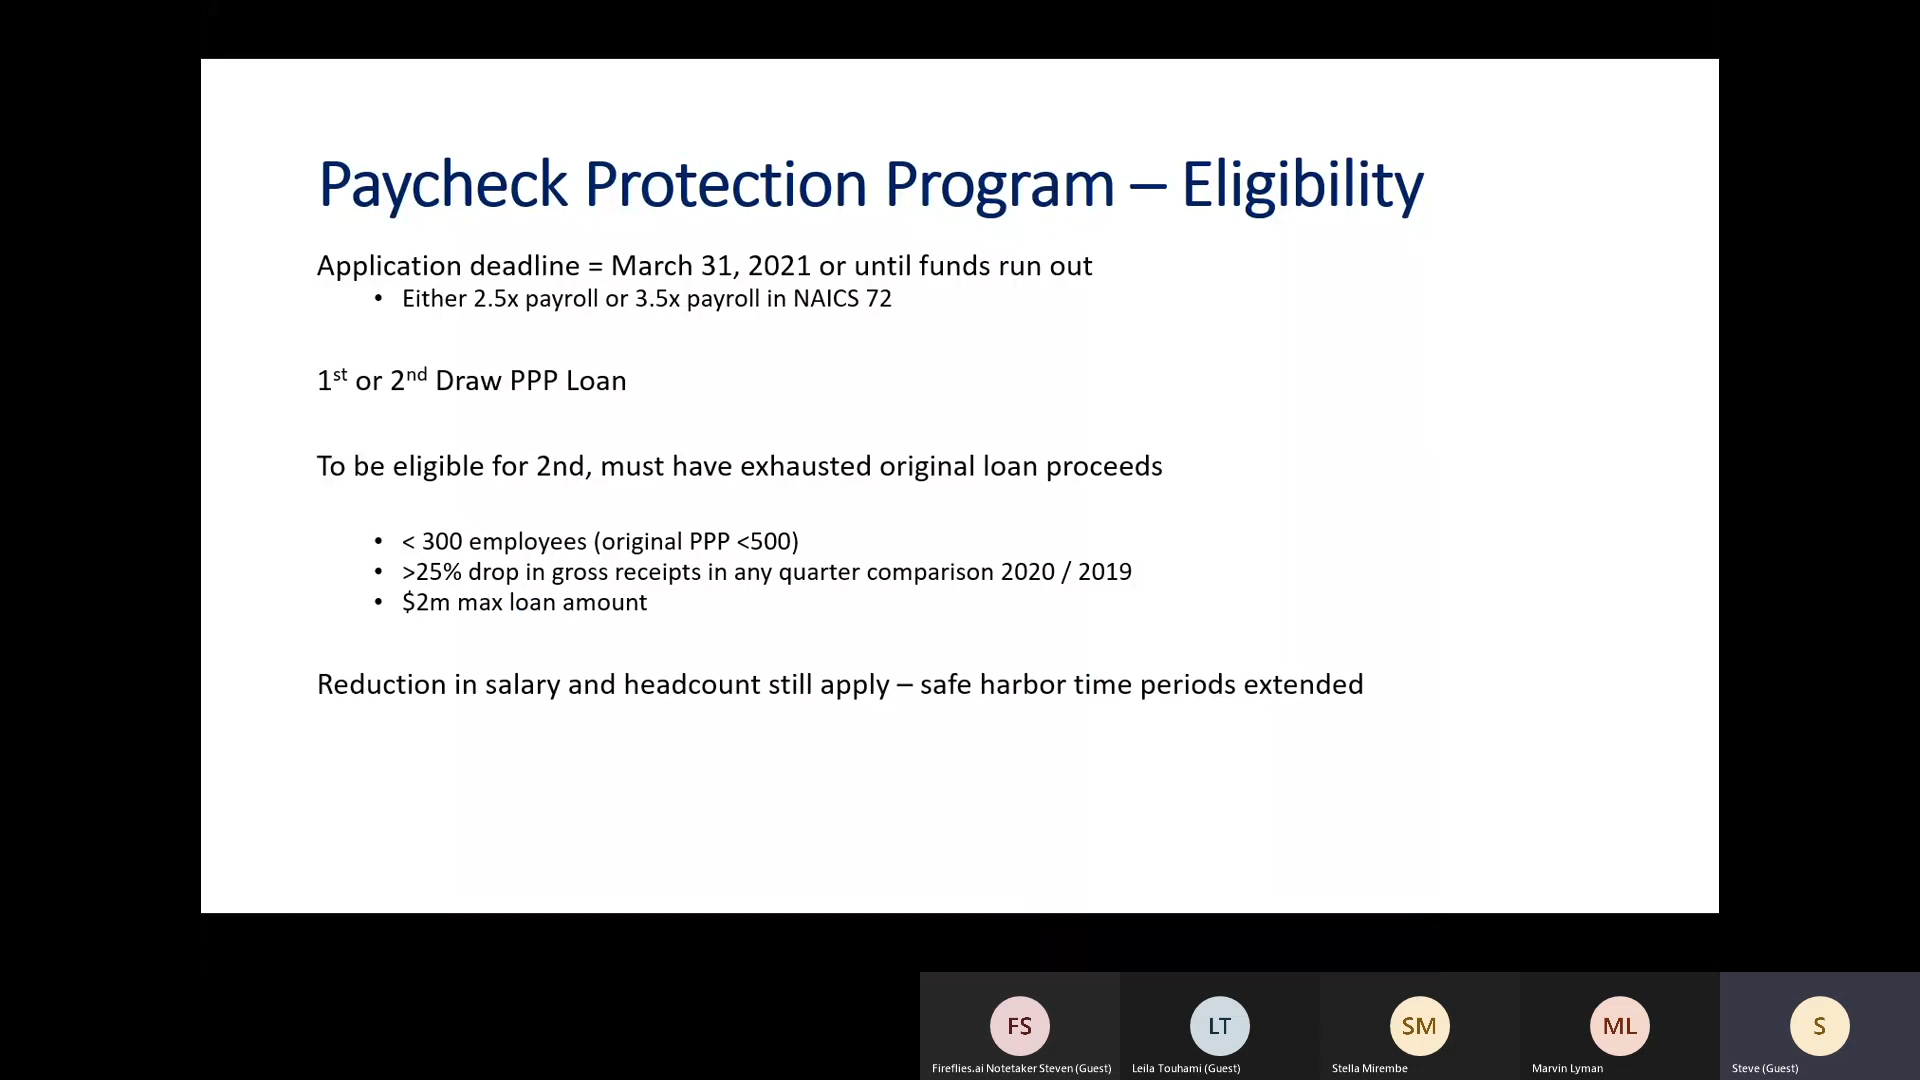 Paycheck Protection Program – Eligibility
Application deadline = March 31, 2021 or until funds run out
• Either 2.5x payroll or 3.5x payroll in NAICS 72
1st or 2nd Draw PPP Loan
To be eligible for 2nd, must have exhausted original loan proceeds
• < 300 employees (original PPP <500)
• >25% drop in gross receipts in any quarter comparison 2020 / 2019
• $2m max loan amount
Reduction in salary and headcount still apply – safe harbor time periods extended
FS LT SM ML S
Fireflies.ai Notetaker Steven (Guest) Leila Touhami (Guest) Stella Mirembe Marvin Lyman Steve (Guest)